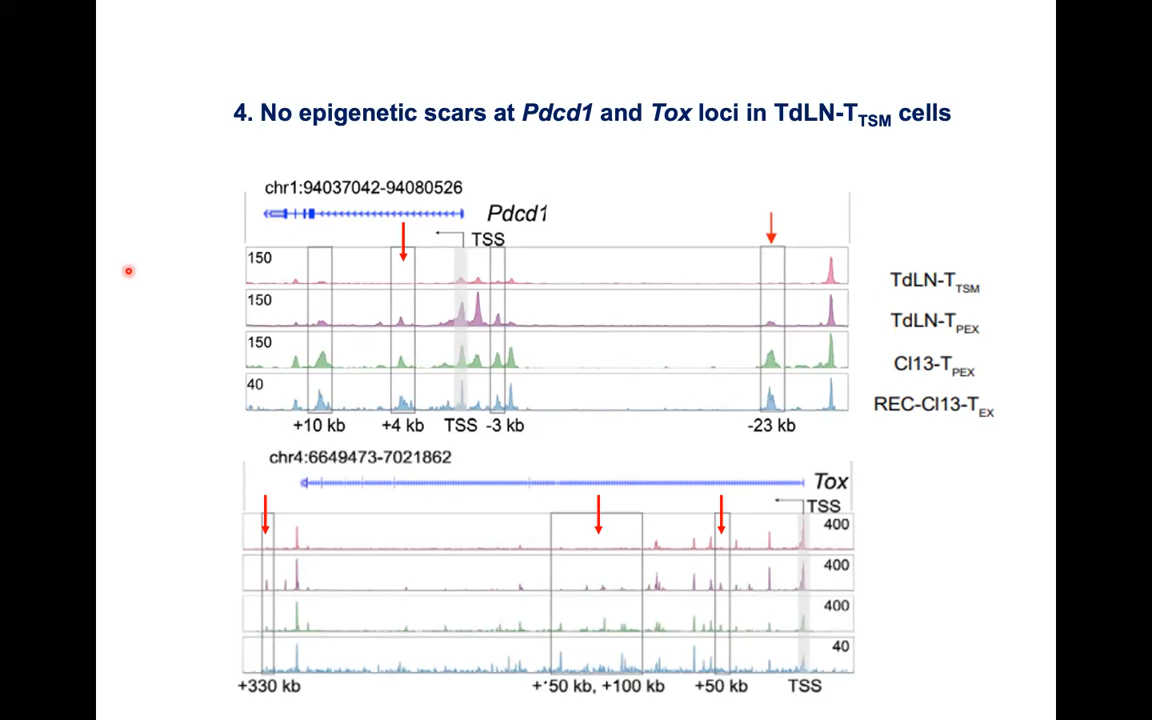 4. No epigenetic scars at Pdcd1 and Tox loci in TdLN-TTSM cells
chr1:94037042-94080526
Pdcd1
TSS
150
TdLN-TTSM
150
TdLN-TPEX
150
Cl13-TPEX
40
REC-Cl13-TEX
+10 kb +4 kb TSS -3 kb -23 kb
chr4:6649473-7021862
Tox
TSS
400
400
400
40
+330 kb kb, +100 kb +50 kb TSS